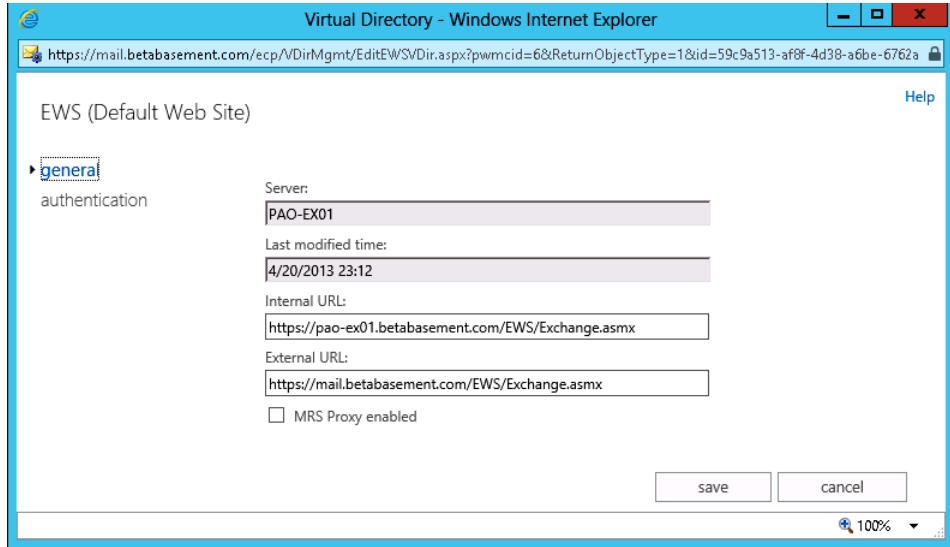 Virtual Directory - Windows Internet Explorer
https://mail.betabasement.com/ecp/VDirMgmt/EditEWSVDir.aspx?pwmcid=6&ReturnObjectType=1&id=59c9a513-af8f-4d38-a6be-6762a
Help
EWS (Default Web Site)
general
authentication
Server:
PAO-EX01
Last modified time:
4/20/2013 23:12
Internal URL:
https://pao-ex01.betabasement.com/EWS/Exchange.asmx
External URL:
https://mail.betabasement.com/EWS/Exchange.asmx
MRS Proxy enabled
save cancel
100%